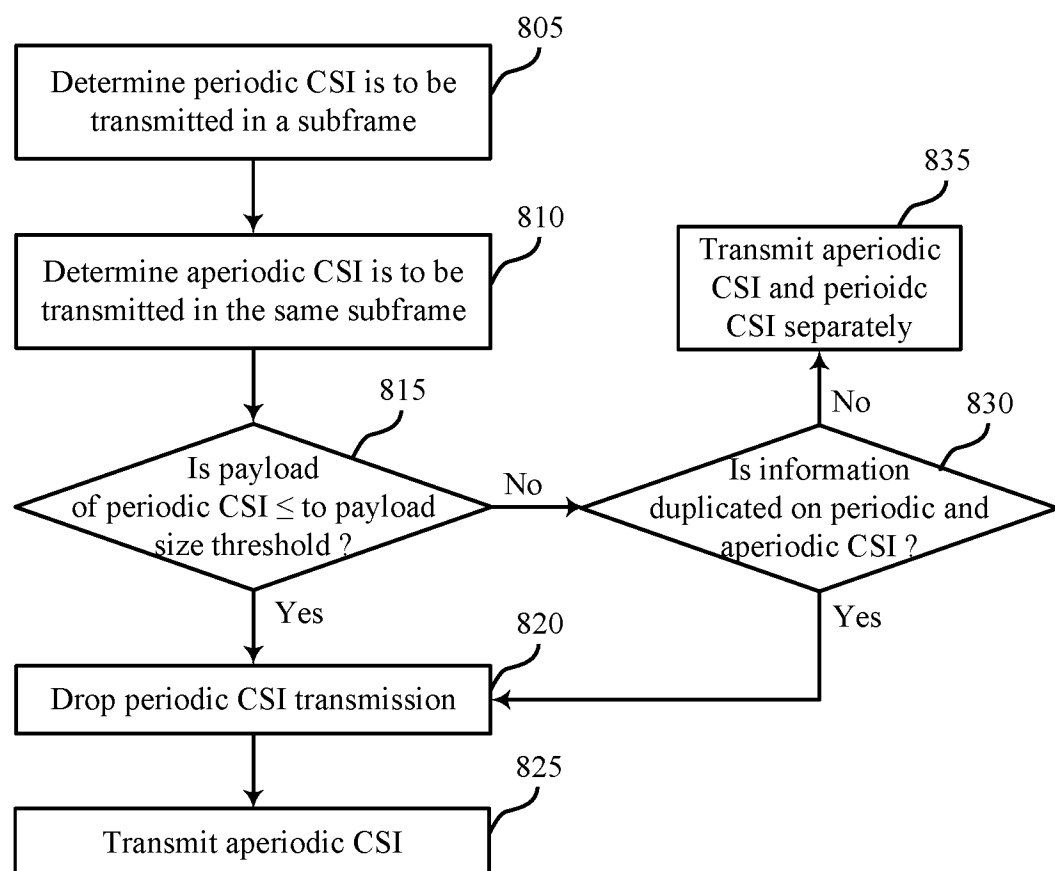 805
Determine periodic CSI is to be
transmitted in a subframe
810
Determine aperiodic CSI is to be
transmitted in the same subframe
815
Is payload
of periodic CSI ≤ to payload
size threshold ?
No
Yes
835
Transmit aperiodic
CSI and perioidc
CSI separately
No
830
Is information
duplicated on periodic and
aperiodic CSI ?
Yes
820
Drop periodic CSI transmission
825
Transmit aperiodic CSI